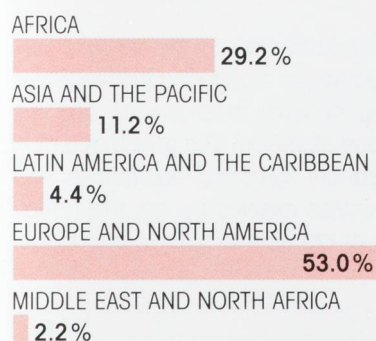 AFRICA
29.2%
ASIA AND THE PACIFIC
11.2%
LATIN AMERICA AND THE CARIBBEAN
4.4%
EUROPE AND NORTH AMERICA
53.0%
MIDDLE EAST AND NORTH AFRICA
2.2%